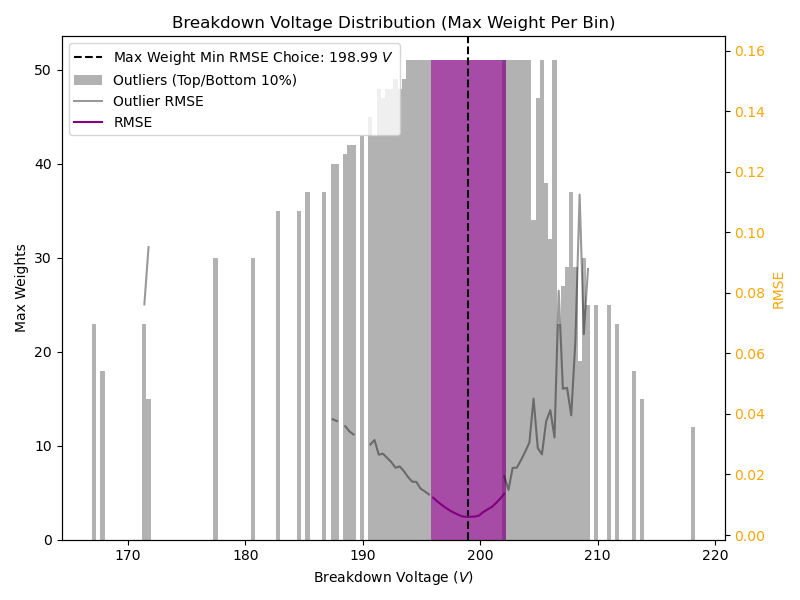 Breakdown Voltage Distribution (Max Weight Per Bin)
Max Weight Min RMSE Choice: 198.99 V
Outliers (Top/Bottom 10%)
Outlier RMSE
RMSE
50
40
30
20
10
0
Max Weights
0.16
0.14
0.12
0.10
0.08
0.06
0.04
0.02
0.00
RMSE
170 180 190 200 210 220
Breakdown Voltage (V)